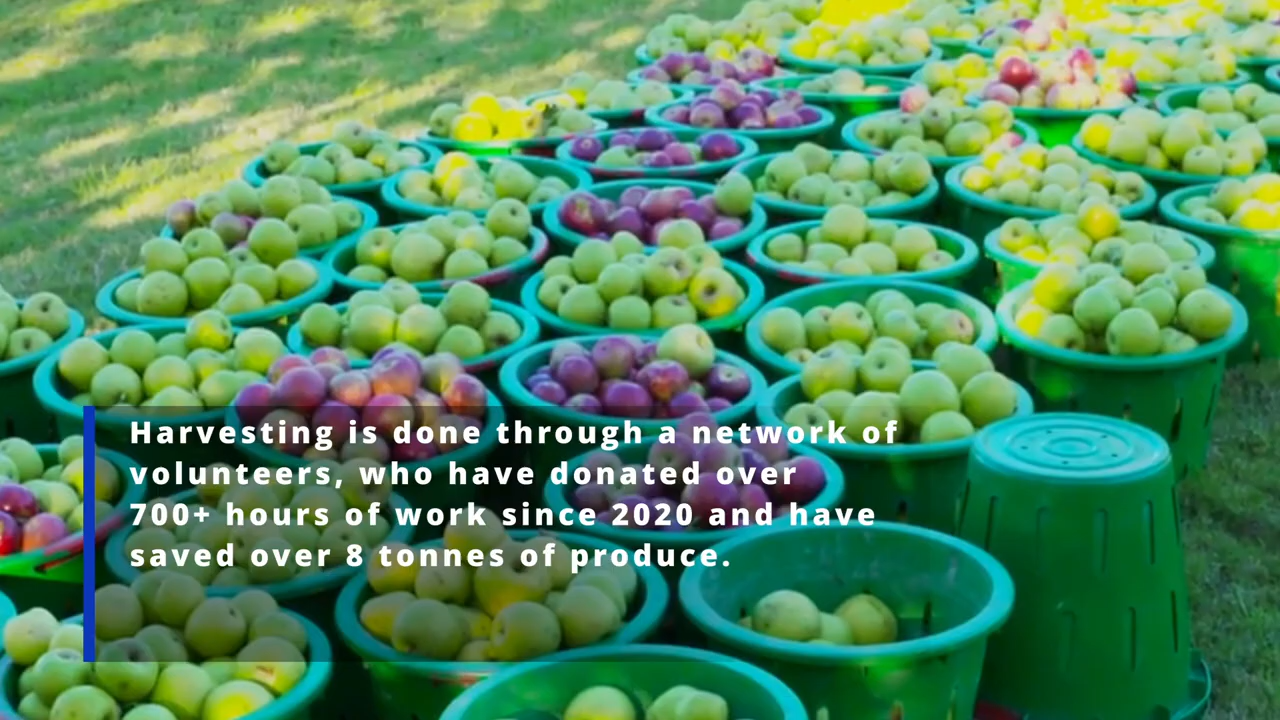 Harvesting is done through a network of
volunteers, who have donated over
700+ hours of work since 2020 and have
saved over 8 tonnes of produce.